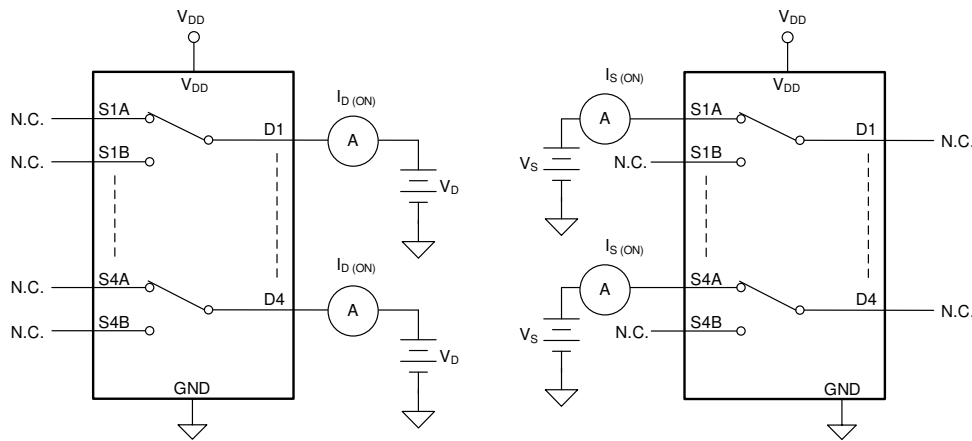 VDD
VDD
ID (ON)
S1A
N.C.
D1
A
S1B
N.C.
VD
ID (ON)
S4A
N.C.
D4
A
S4B
N.C.
VD
GND
VDD
VDD
IS (ON)
A
S1A
D1
N.C.
VS
N.C.
S1B
IS (ON)
A
S4A
D4
N.C.
VS
N.C.
S4B
GND